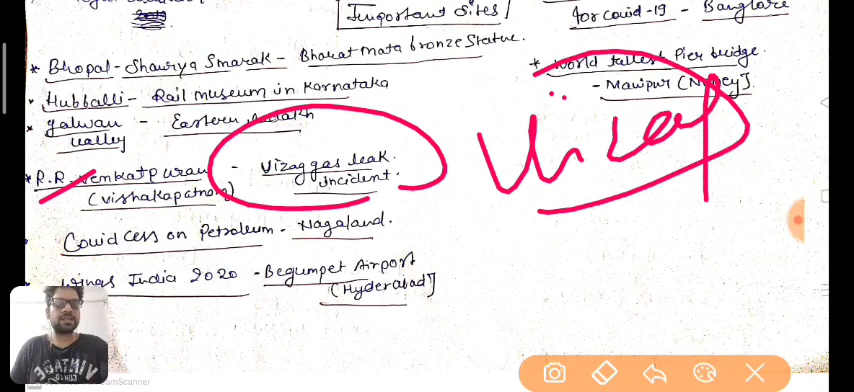 Important Sites
for covid-19 - Banglore
* Bhopal - Shaurya Smarak - Bharat mata bronze Statue.
* Hubballi - Rail museum in Karnataka
* Galwan valley - Eastern
* R.R. Venkatpuram (Vishakapatnam) - Vizag gas leak Incident.
Covid cess on Petroleum - Nagaland.
Wings India 2020 - Begumpet Airport (Hyderabad)
* World tallest Pier bridge - Manipur
VINTAGE